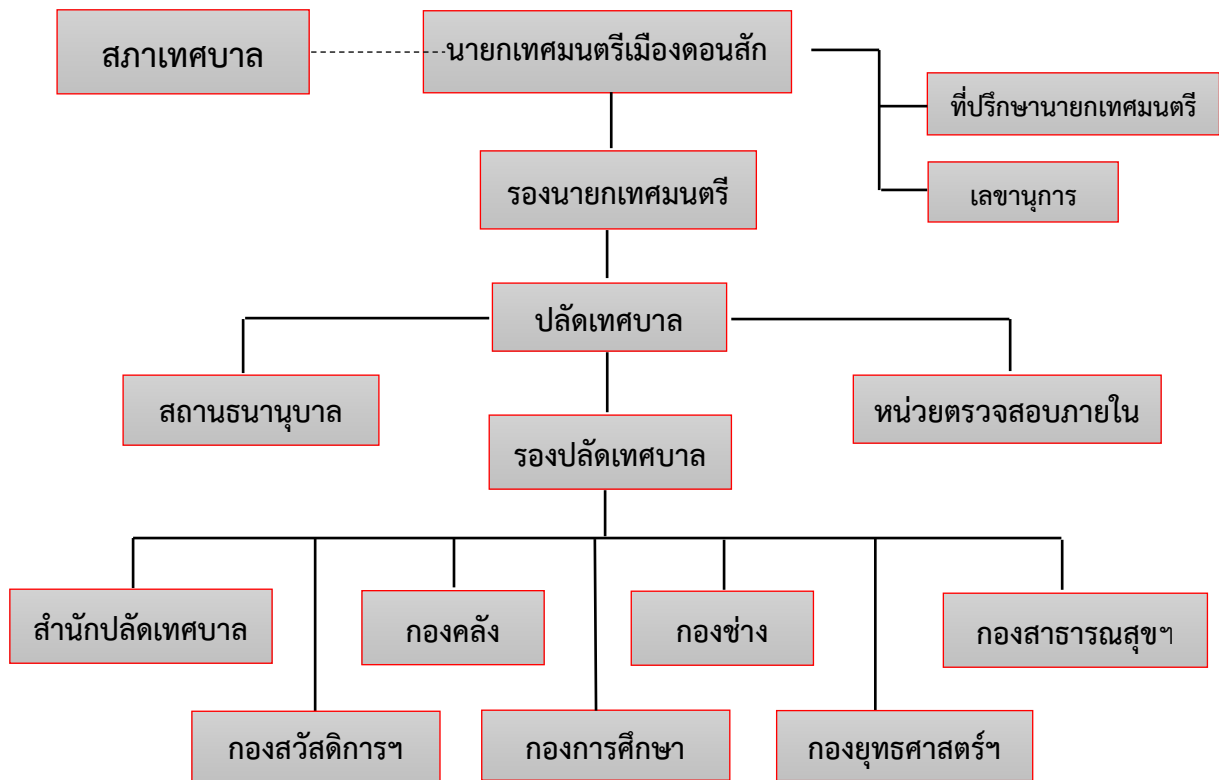 สภาเทศบาล
นายกเทศมนตรีเมืองดอนสัก
ที่ปรึกษานายกเทศมนตรี
เลขานุการ
รองนายกเทศมนตรี
ปลัดเทศบาล
สถานธนานุบาล
หน่วยตรวจสอบภายใน
รองปลัดเทศบาล
สำนักปลัดเทศบาล
กองคลัง
กองช่าง
กองสาธารณสุขฯ
กองสวัสดิการฯ
กองการศึกษา
กองยุทธศาสตร์ฯ